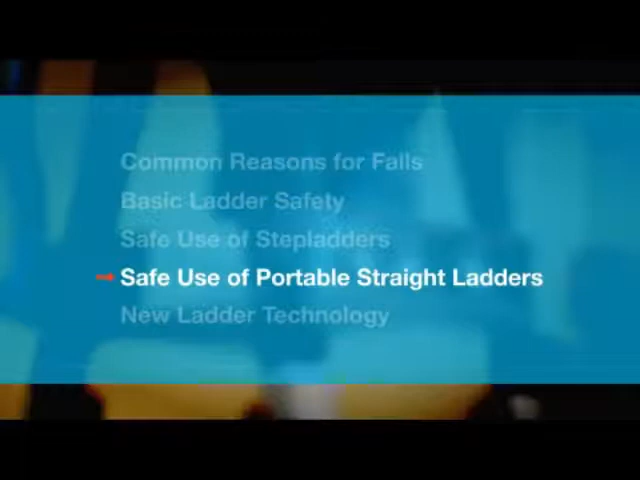 Common Reasons for Falls
Basic Ladder Safety
Safe Use of Stepladders
Safe Use of Portable Straight Ladders
New Ladder Technology